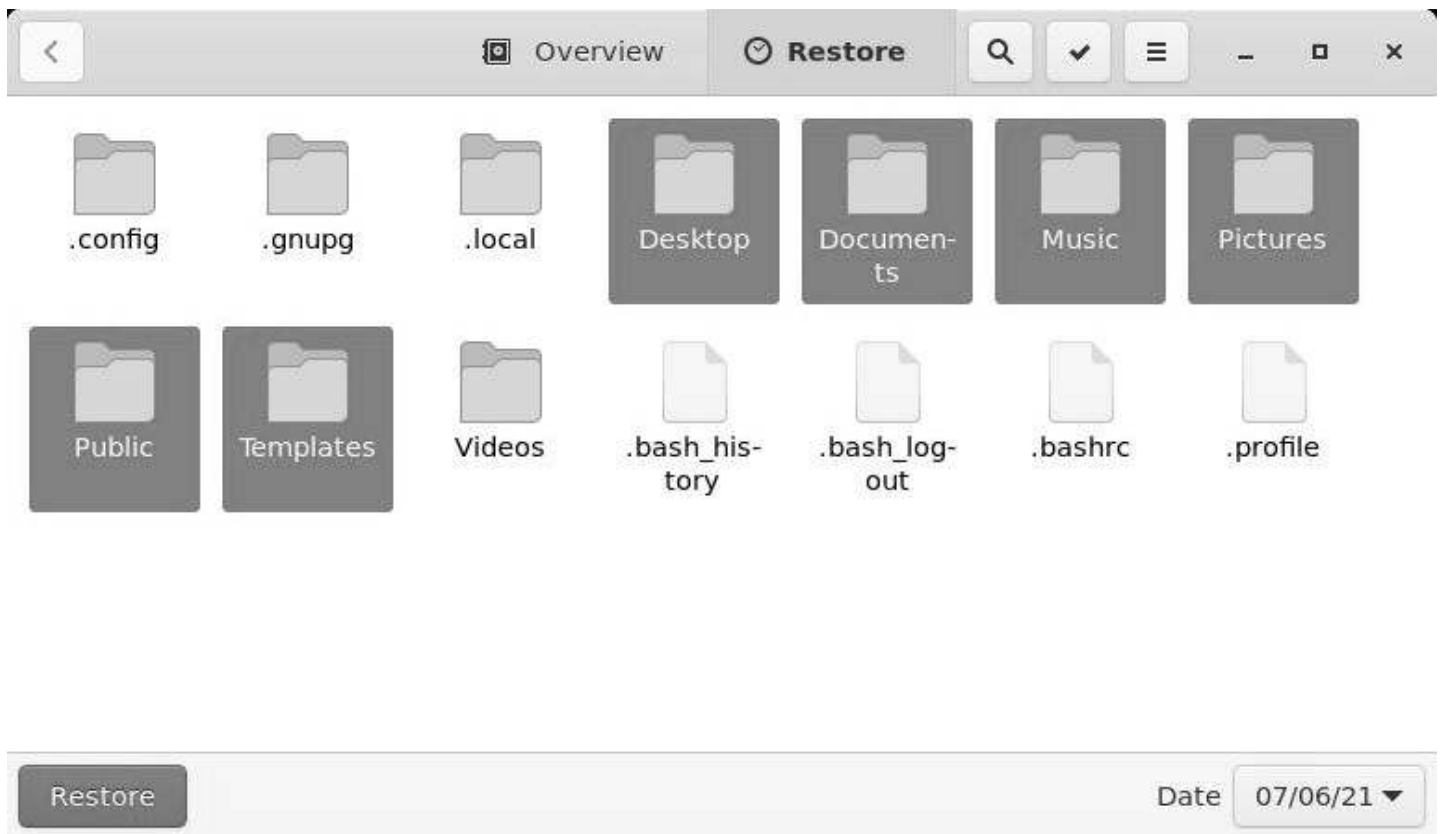 Overview
Restore
.config
.gnupg
.local
Desktop
Documen-
ts
Music
Pictures
Public
Templates
Videos
.bash_his-
tory
.bash_log-
out
.bashrc
.profile
Restore
Date
07/06/21